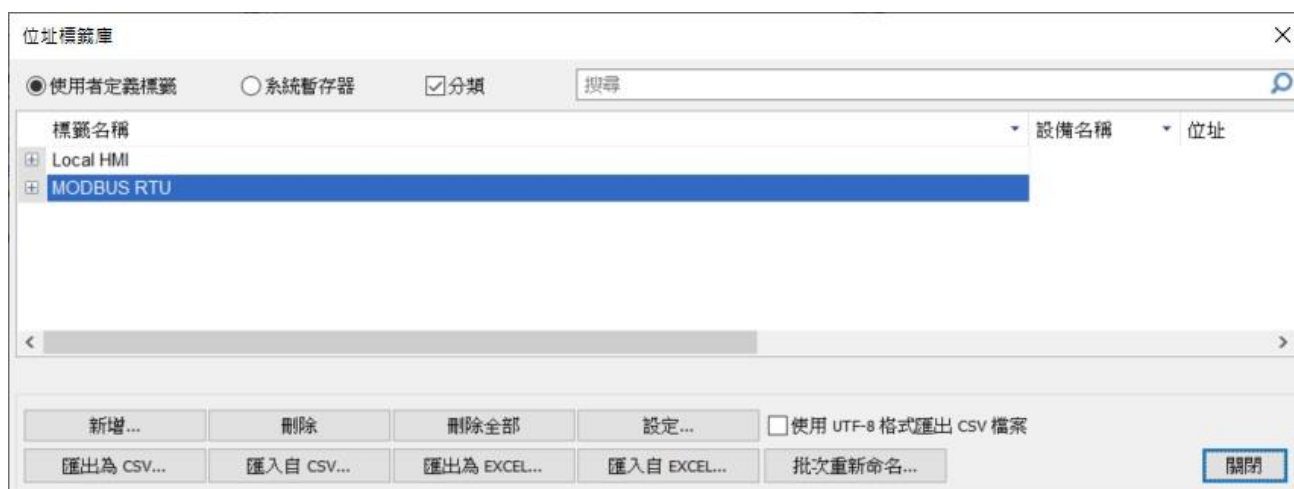 位址標籤庫
使用者定義標籤 系統暫存器 分類 搜尋
標籤名稱 設備名稱 位址
Local HMI
MODBUS RTU
新增... 刪除 刪除全部 設定... 使用 UTF-8 格式匯出 CSV 檔案
匯出為 CSV... 匯入自 CSV... 匯出為 EXCEL... 匯入自 EXCEL... 批次重新命名... 關閉